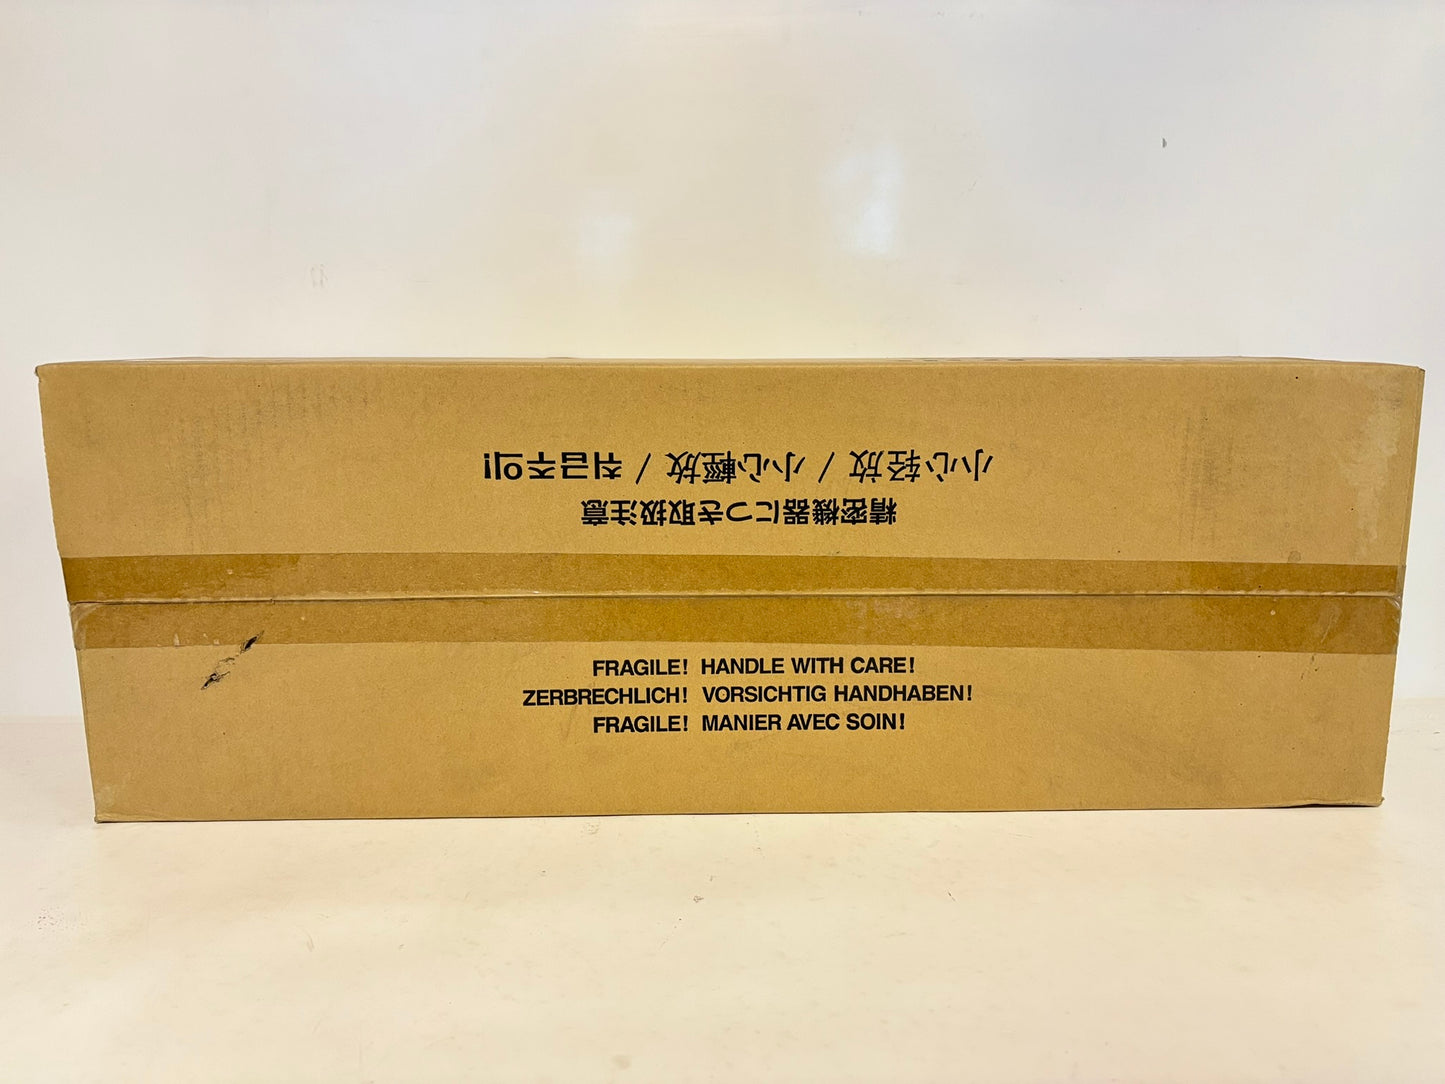 精密機器につき取扱注意
小心轻放 / 小心輕放 / 취급주의!
FRAGILE! HANDLE WITH CARE!
ZERBRECHLICH! VORSICHTIG HANDHABEN!
FRAGILE! MANIER AVEC SOIN!